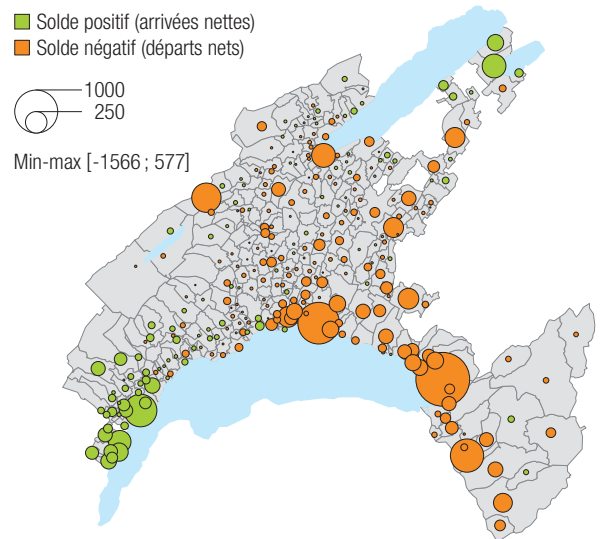 Solde positif (arrivées nettes)
Solde négatif (départs nets)
1000
250
Min-max [-1566 ; 577]